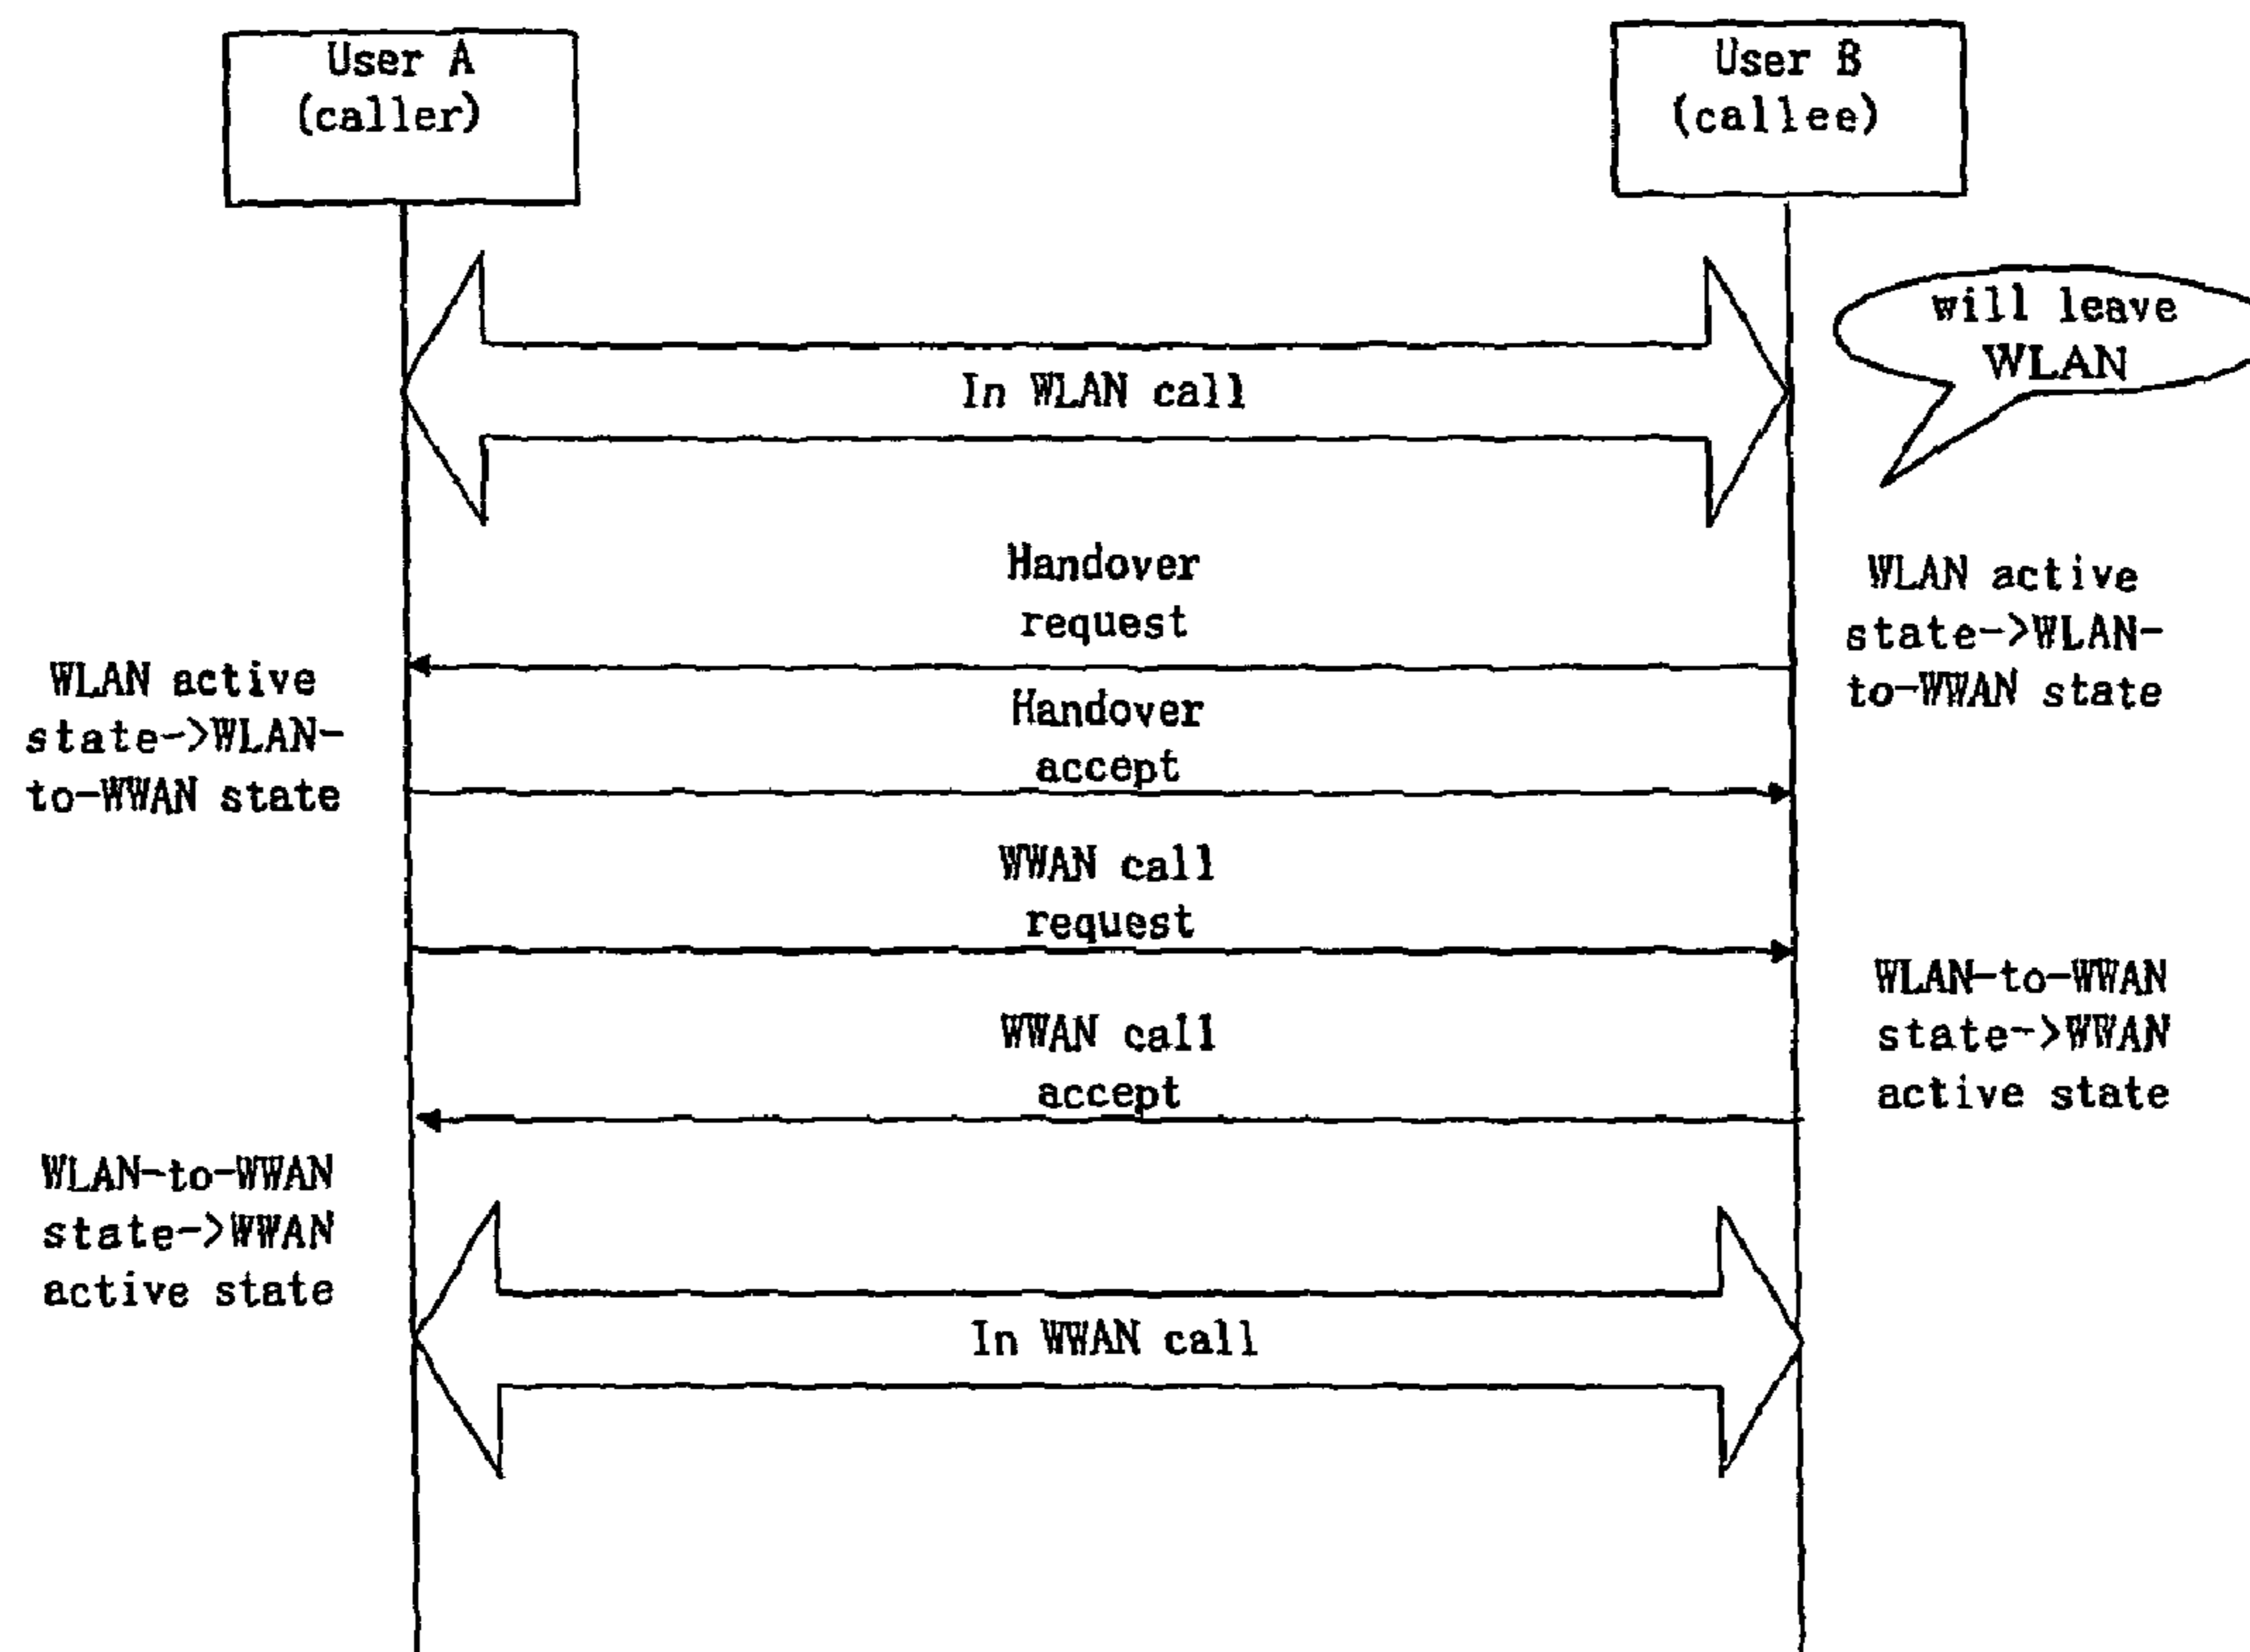 User A
(caller)
User B
(callee)
will leave
WLAN
In WLAN call
Handover
request
WLAN active
state->WLAN-
to-WWAN state
WLAN active
state->WLAN-
to-WWAN state
Handover
accept
WWAN call
request
WLAN-to-WWAN
state->WWAN
active state
WWAN call
accept
WLAN-to-WWAN
state->WWAN
active state
In WWAN call